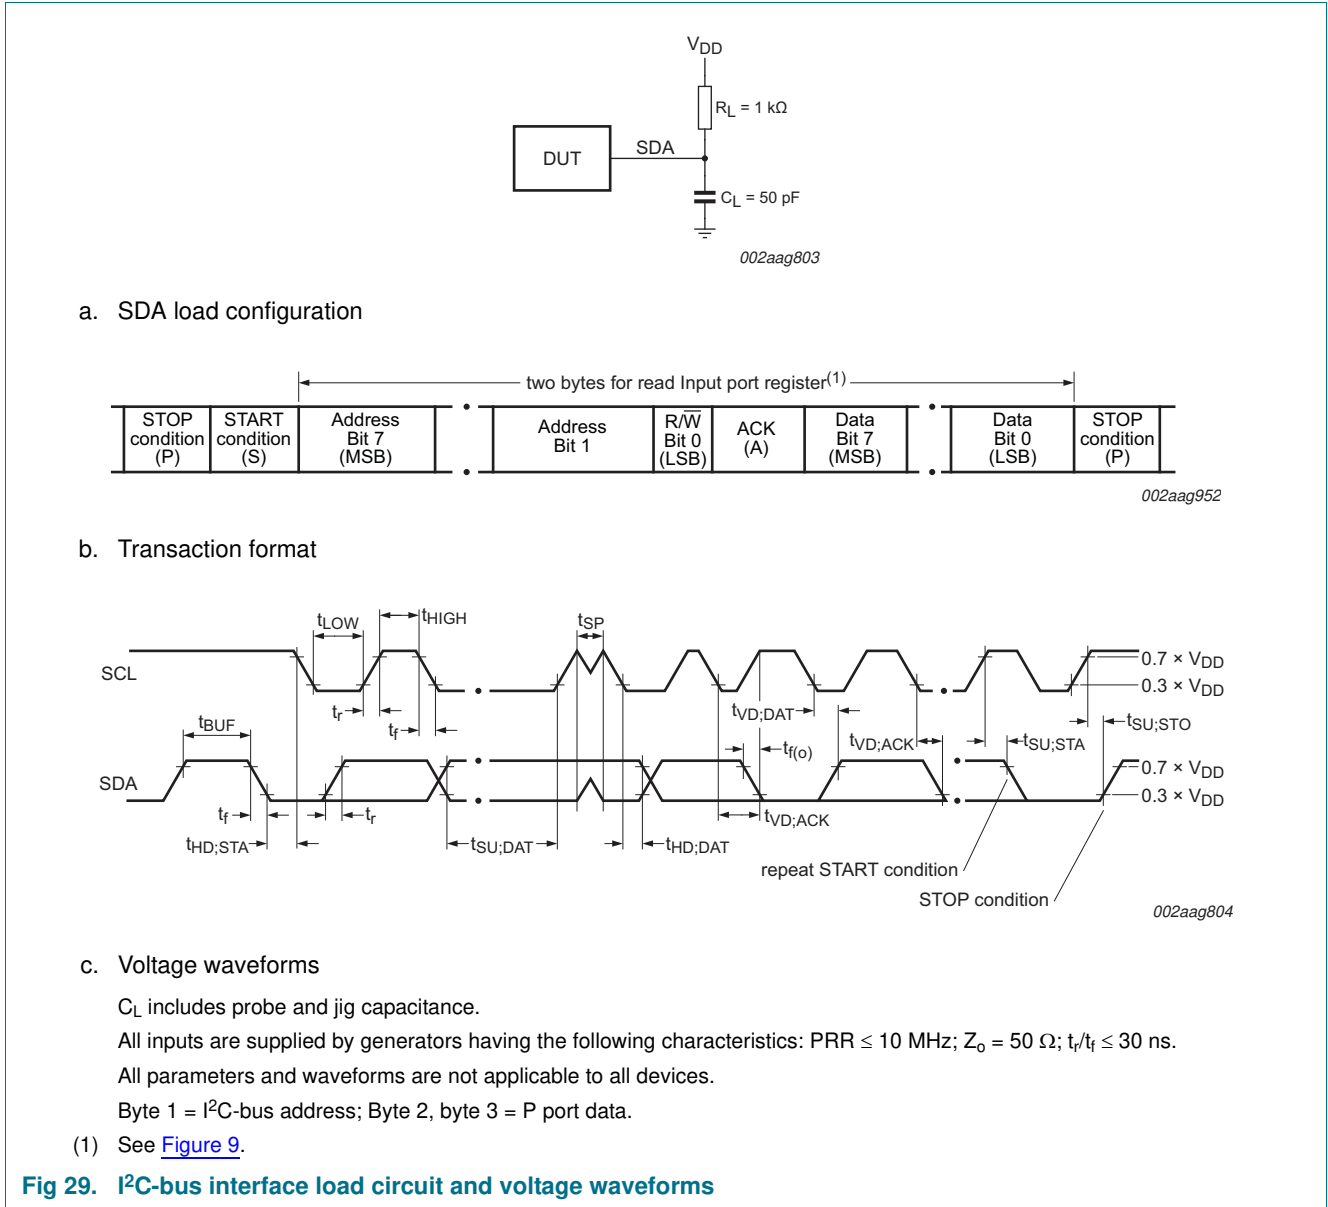 VDD
RL = 1 kΩ
DUT
SDA
CL = 50 pF
002aag803
a. SDA load configuration
two bytes for read Input port register(1)
STOP condition (P)
START condition (S)
Address Bit 7 (MSB)
Address Bit 1
R/W̅ Bit 0 (LSB)
ACK (A)
Data Bit 7 (MSB)
Data Bit 0 (LSB)
STOP condition (P)
002aag952
b. Transaction format
tLOW
tHIGH
tSP
SCL
0.7 × VDD
0.3 × VDD
tr
tf
tVD;DAT
tSU;STO
tBUF
tf(o)
tVD;ACK
tSU;STA
SDA
0.7 × VDD
0.3 × VDD
tf
tr
tVD;ACK
tHD;STA
tSU;DAT
tHD;DAT
repeat START condition
STOP condition
002aag804
c. Voltage waveforms
CL includes probe and jig capacitance.
All inputs are supplied by generators having the following characteristics: PRR ≤ 10 MHz; Zo = 50 Ω; tr/tf ≤ 30 ns.
All parameters and waveforms are not applicable to all devices.
Byte 1 = I²C-bus address; Byte 2, byte 3 = P port data.
(1) See Figure 9.
Fig 29. I²C-bus interface load circuit and voltage waveforms